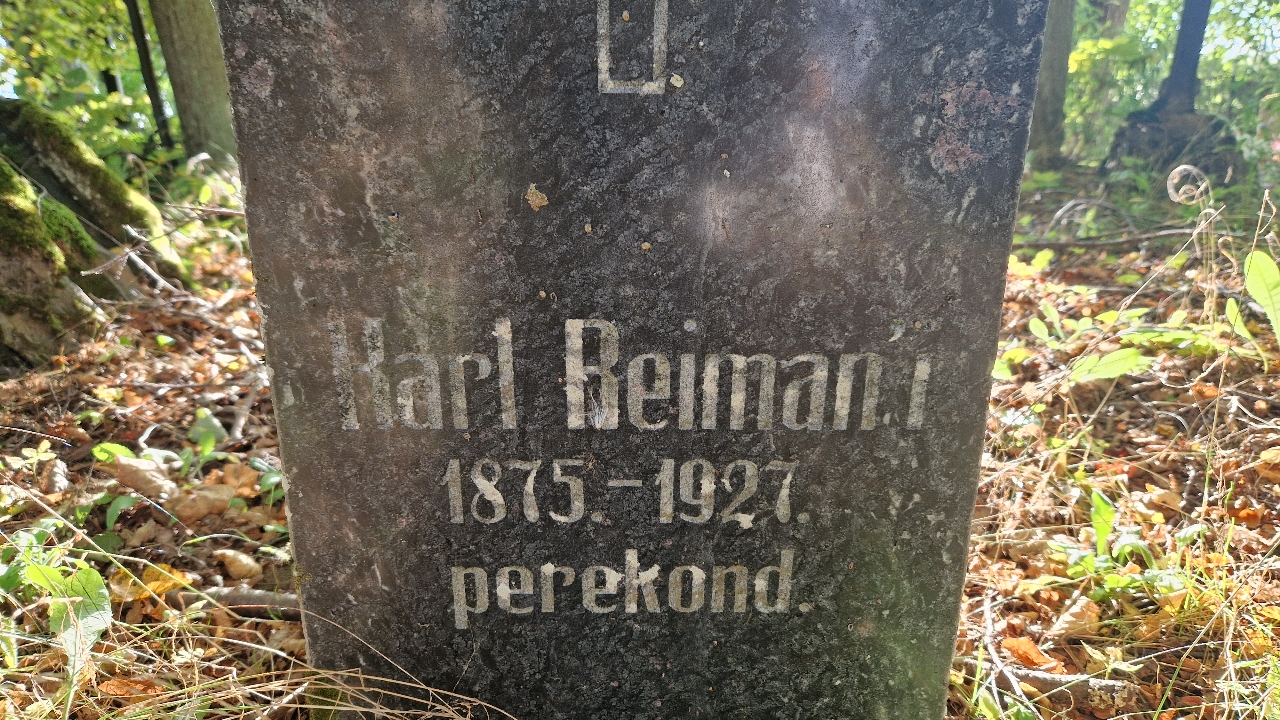 Karl Reiman'i
1875.-1927.
perekond.